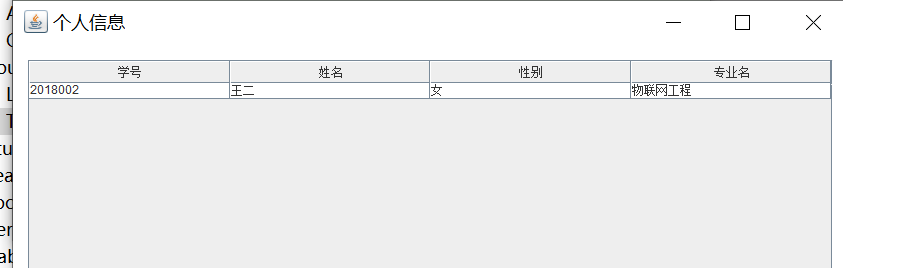 个人信息
学号 姓名 性别 专业名
2018002 王二 女 物联网工程